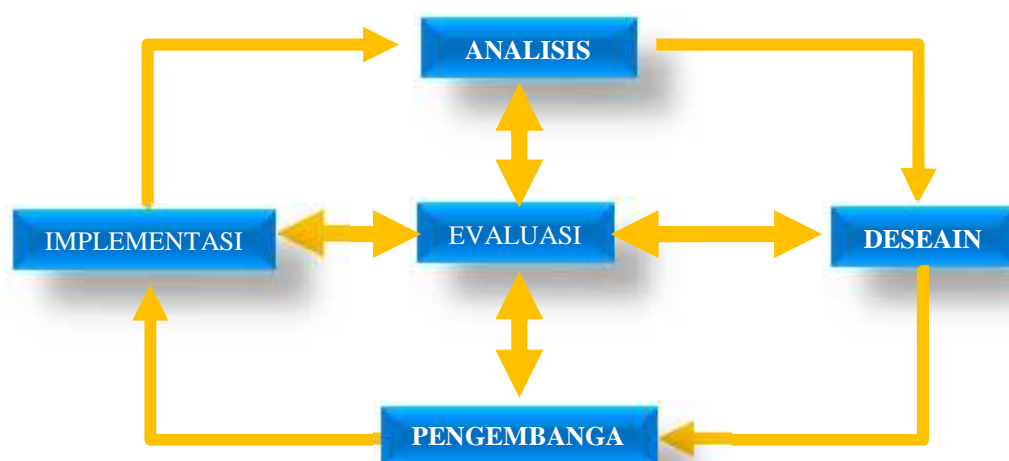 ANALISIS
IMPLEMENTASI
EVALUASI
DESEAIN
PENGEMBANGA